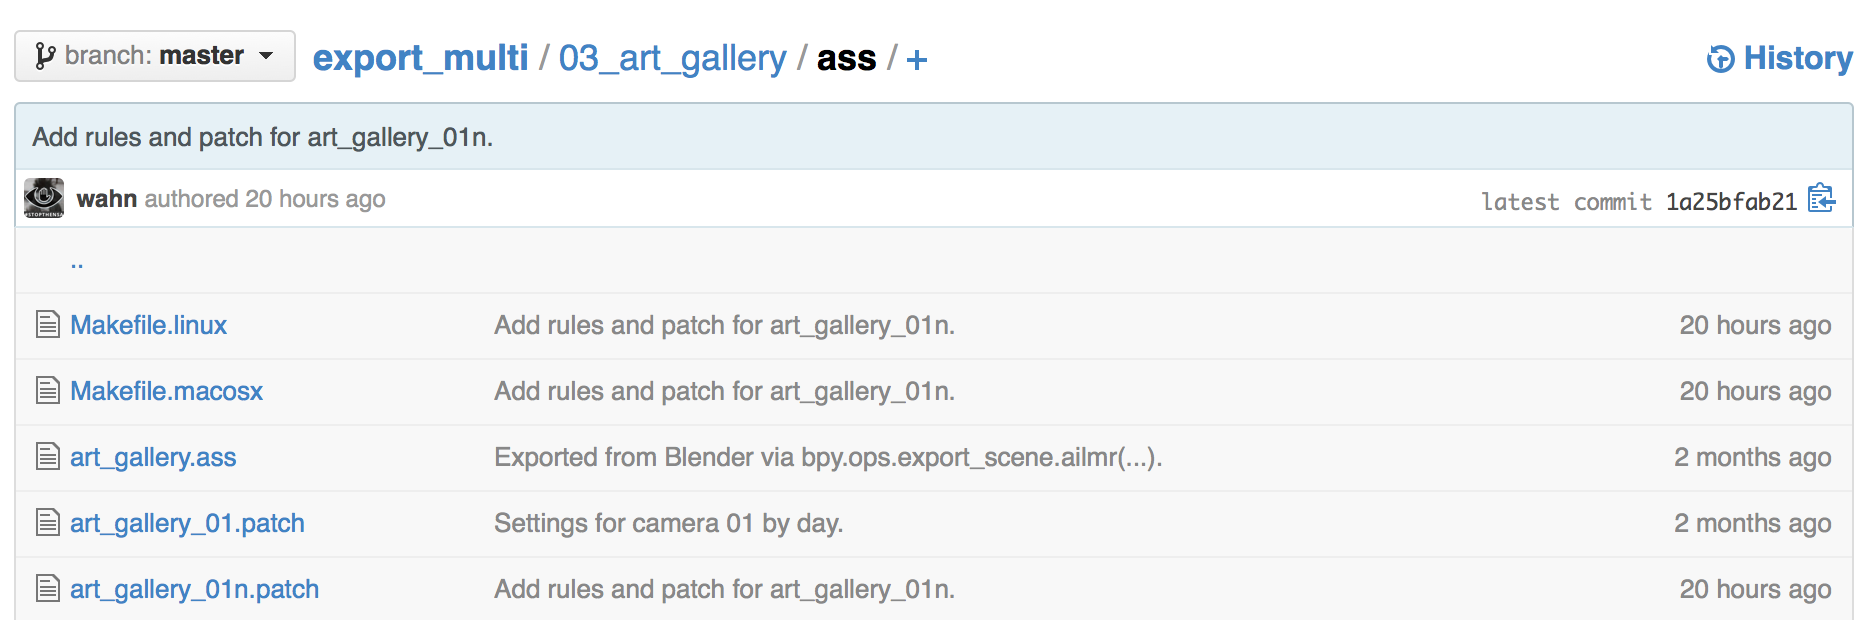 branch: master export_multi / 03_art_gallery / ass / + History
Add rules and patch for art_gallery_01n.
wahn authored 20 hours ago latest commit 1a25bfab21
..
Makefile.linux Add rules and patch for art_gallery_01n. 20 hours ago
Makefile.macosx Add rules and patch for art_gallery_01n. 20 hours ago
art_gallery.ass Exported from Blender via bpy.ops.export_scene.ailmr(...). 2 months ago
art_gallery_01.patch Settings for camera 01 by day. 2 months ago
art_gallery_01n.patch Add rules and patch for art_gallery_01n. 20 hours ago